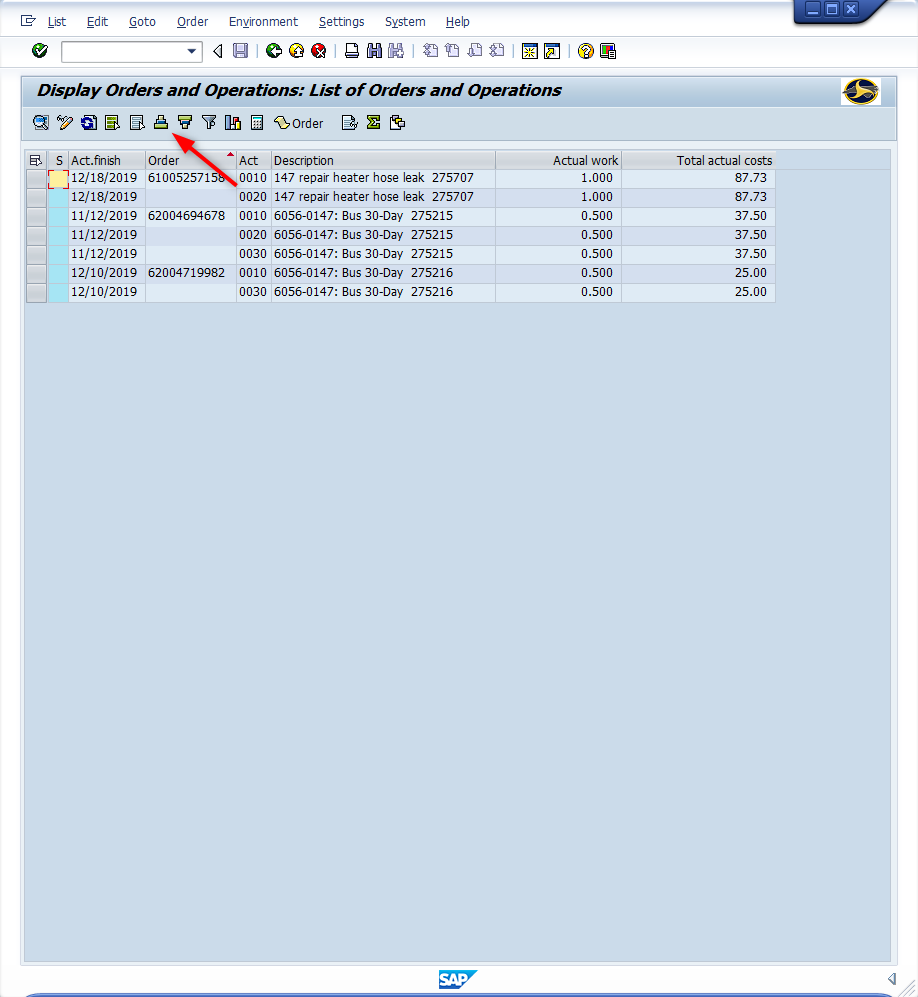 List Edit Goto Order Environment Settings System Help
Display Orders and Operations: List of Orders and Operations
Order
S Act.finish Order Act Description Actual work Total actual costs
12/18/2019 61005257158 0010 147 repair heater hose leak 275707 1.000 87.73
12/18/2019 0020 147 repair heater hose leak 275707 1.000 87.73
11/12/2019 62004694678 0010 6056-0147: Bus 30-Day 275215 0.500 37.50
11/12/2019 0020 6056-0147: Bus 30-Day 275215 0.500 37.50
11/12/2019 0030 6056-0147: Bus 30-Day 275215 0.500 37.50
12/10/2019 62004719982 0010 6056-0147: Bus 30-Day 275216 0.500 25.00
12/10/2019 0030 6056-0147: Bus 30-Day 275216 0.500 25.00
SAP